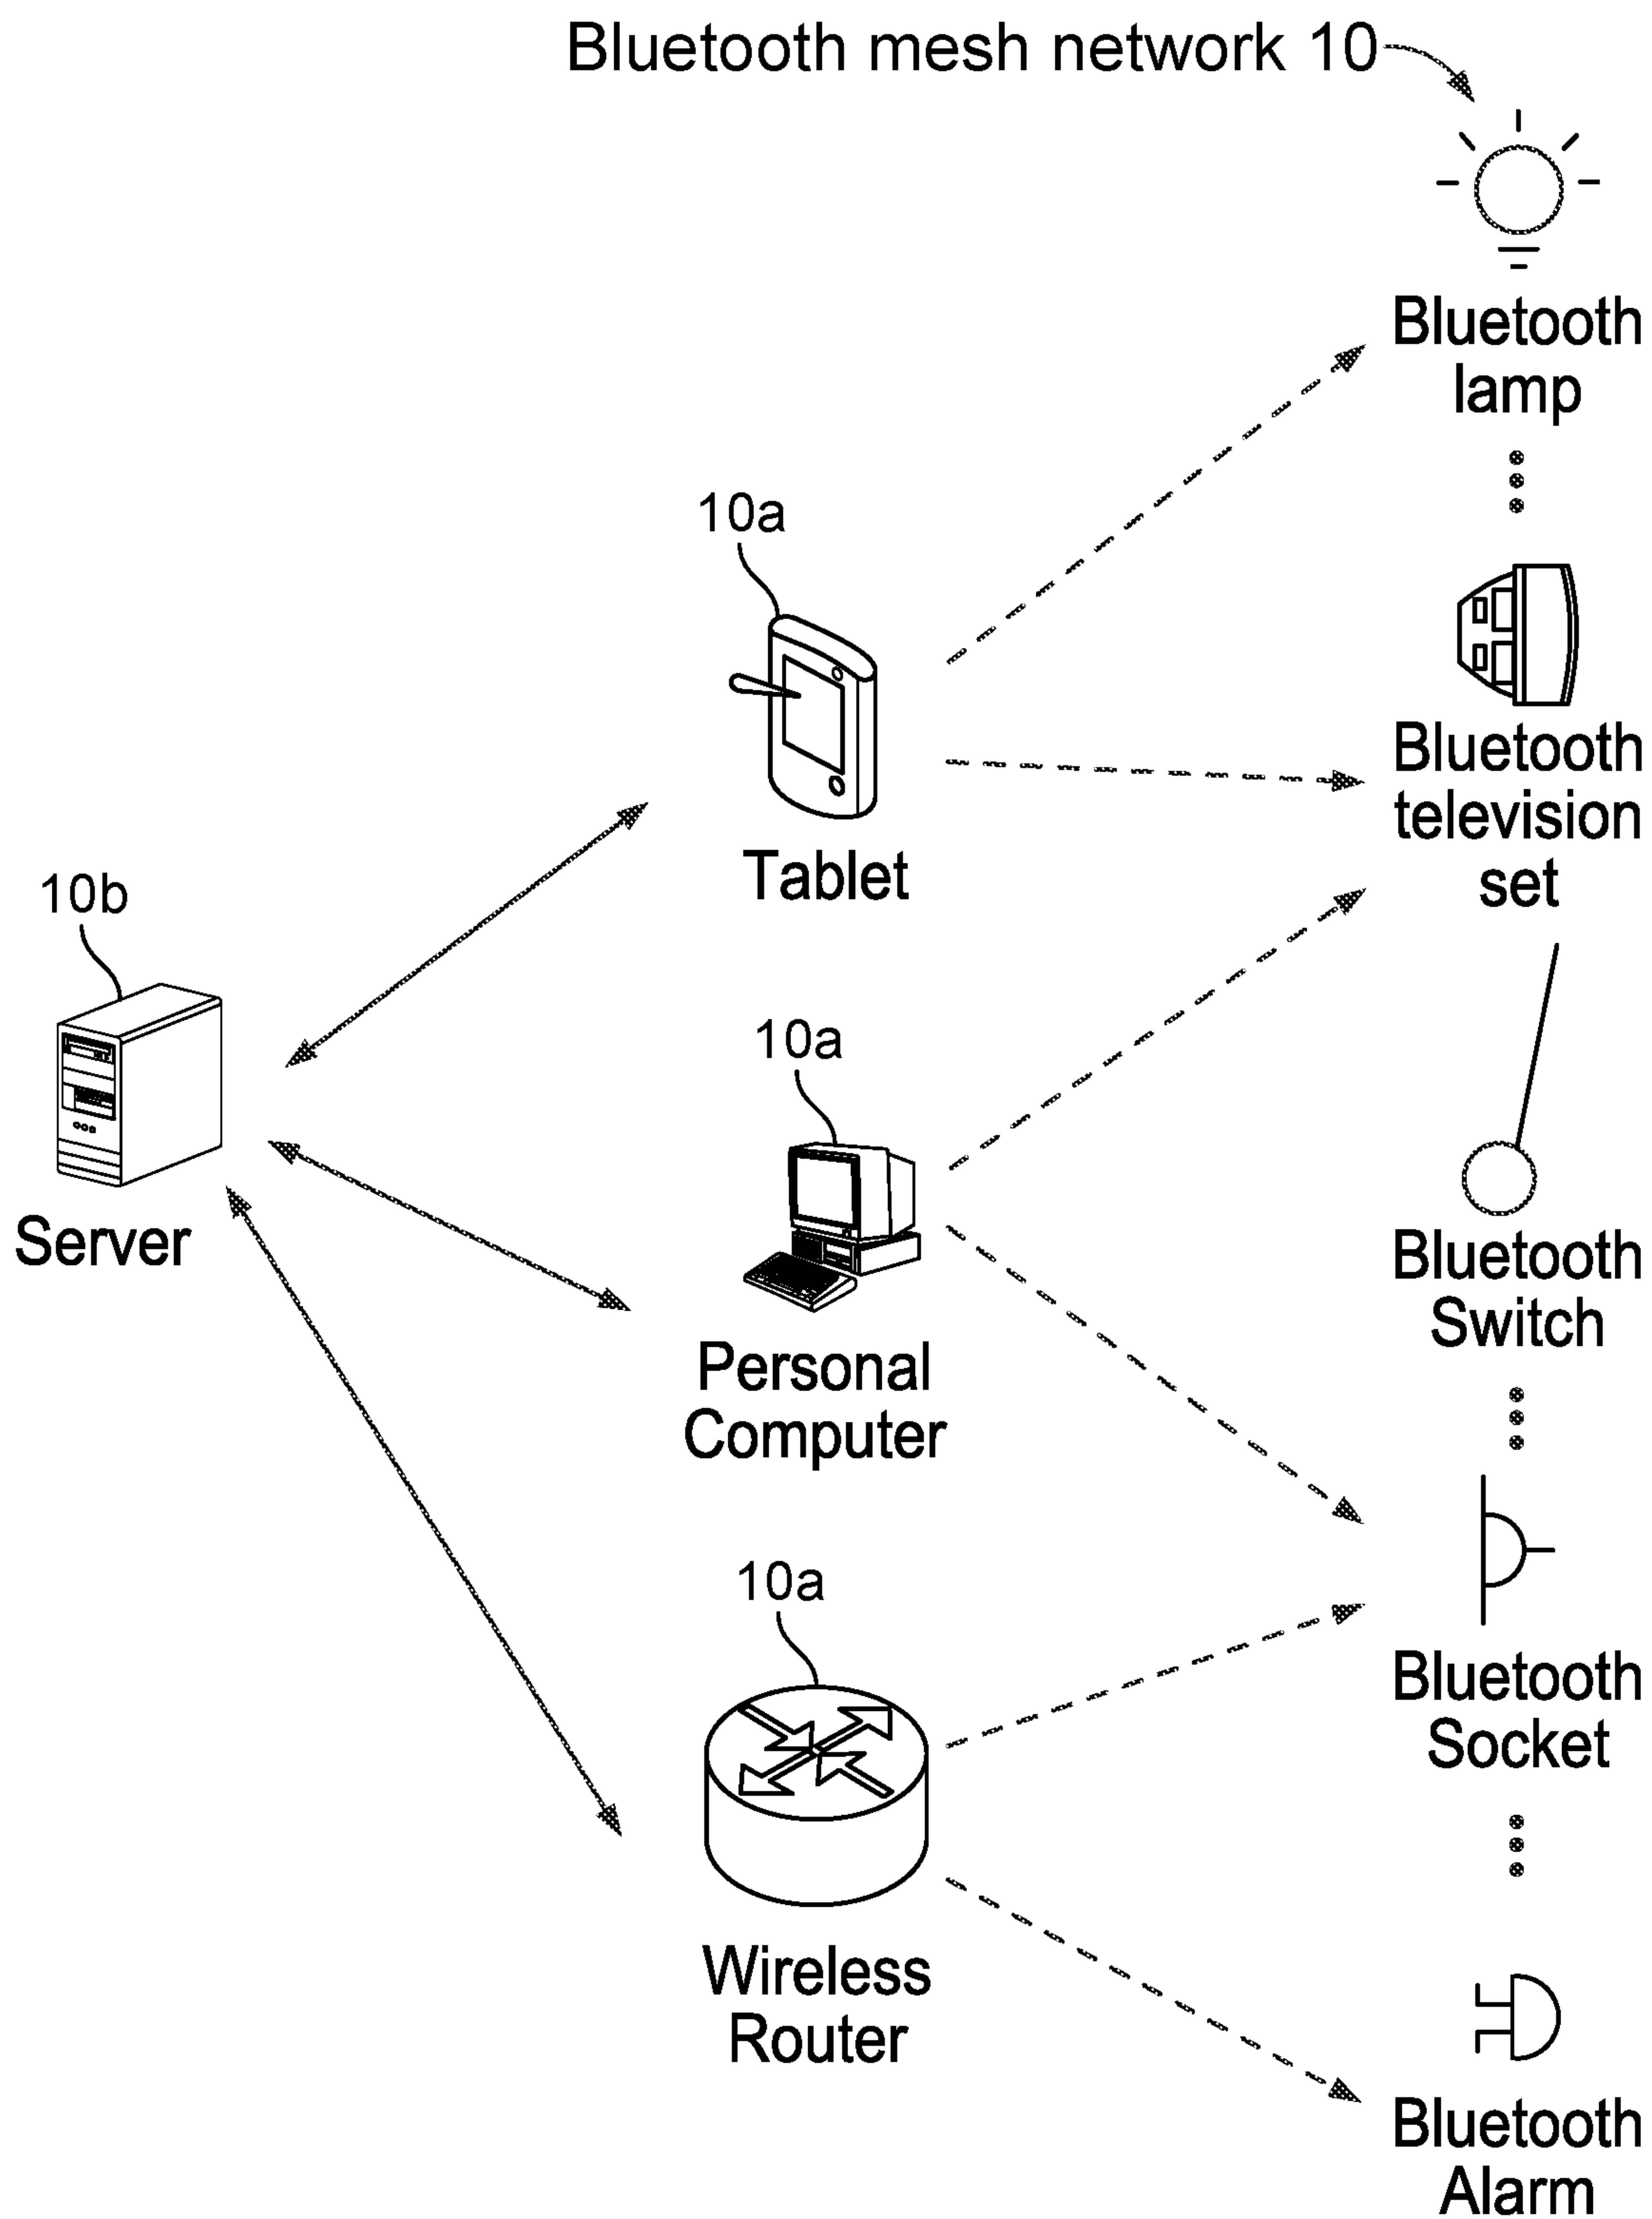 Bluetooth mesh network 10
Bluetooth
lamp
10a
Bluetooth
television
set
Tablet
10b
10a
Server
Bluetooth
Switch
Personal
Computer
10a
Bluetooth
Socket
Wireless
Router
Bluetooth
Alarm